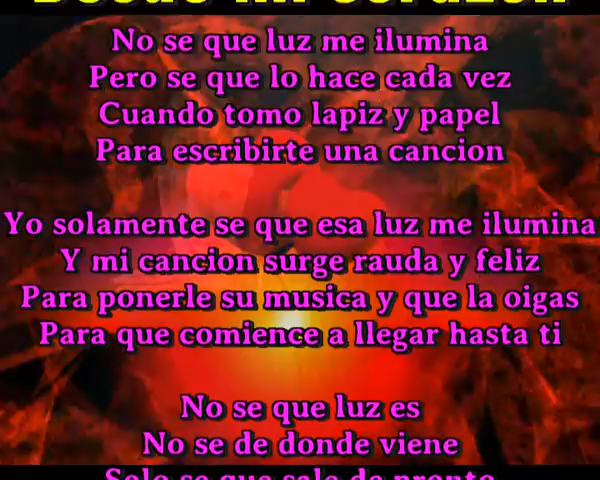 Desde mi corazon
No se que luz me ilumina
Pero se que lo hace cada vez
Cuando tomo lapiz y papel
Para escribirte una cancion
Yo solamente se que esa luz me ilumina
Y mi cancion surge rauda y feliz
Para ponerle su musica y que la oigas
Para que comience a llegar hasta ti
No se que luz es
No se de donde viene
Solo se que sale de pronto